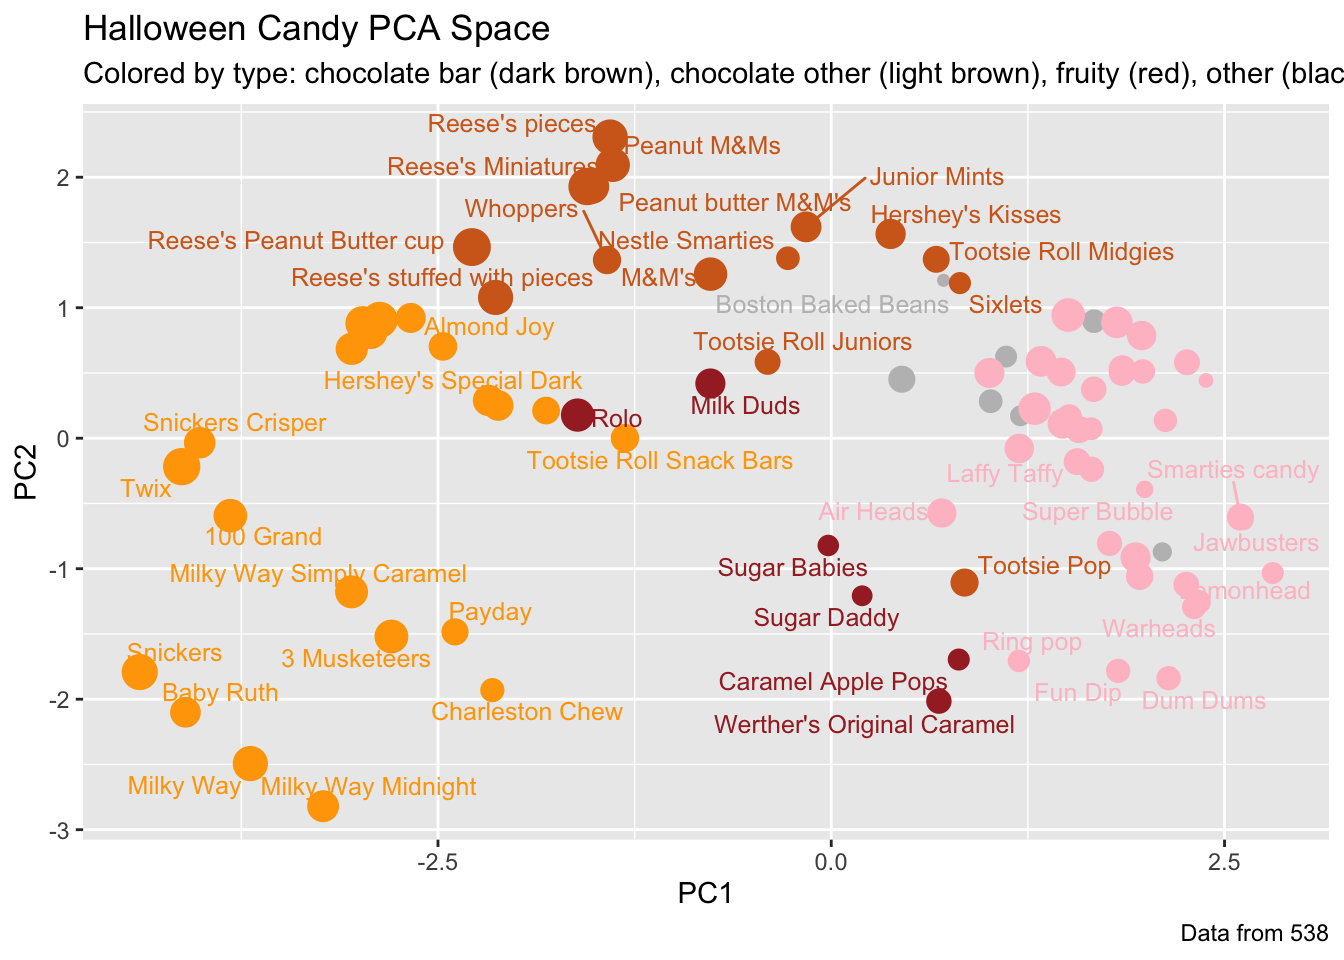 Halloween Candy PCA Space
Colored by type: chocolate bar (dark brown), chocolate other (light brown), fruity (red), other (blac
Reese's pieces
Peanut M&Ms
Reese's Miniatures
Junior Mints
Peanut butter M&M's
Whoppers
Hershey's Kisses
Reese's Peanut Butter cup
Nestle Smarties
Tootsie Roll Midgies
Reese's stuffed with pieces
M&M's
Boston Baked Beans
Sixlets
Almond Joy
Tootsie Roll Juniors
Hershey's Special Dark
Milk Duds
Snickers Crisper
Rolo
Tootsie Roll Snack Bars
Laffy Taffy
Smarties candy
Twix
Air Heads
Super Bubble
100 Grand
Jawbusters
Milky Way Simply Caramel
Sugar Babies
Tootsie Pop
emonhead
Payday
Sugar Daddy
Warheads
Ring pop
Snickers
3 Musketeers
Caramel Apple Pops
Baby Ruth
Fun Dip
Dum Dums
Charleston Chew
Werther's Original Caramel
Milky Way
Milky Way Midnight
2
1
0
-1
-2
-3
PC2
-2.5
0.0
2.5
PC1
Data from 538